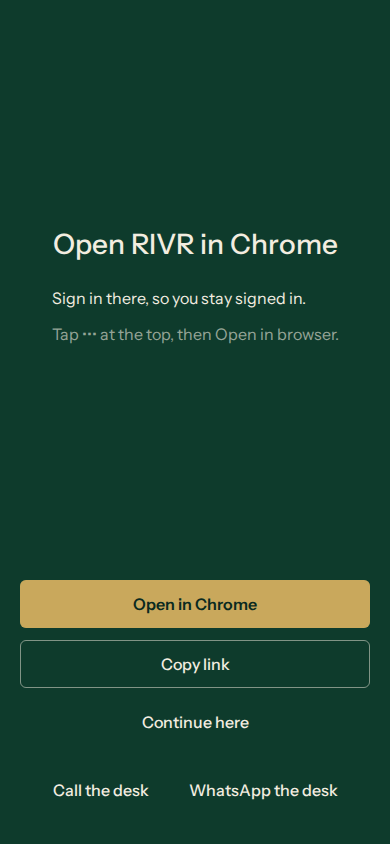 Open RIVR in Chrome
Sign in there, so you stay signed in.
Tap ••• at the top, then Open in browser.
Open in Chrome
Copy link
Continue here
Call the desk
WhatsApp the desk